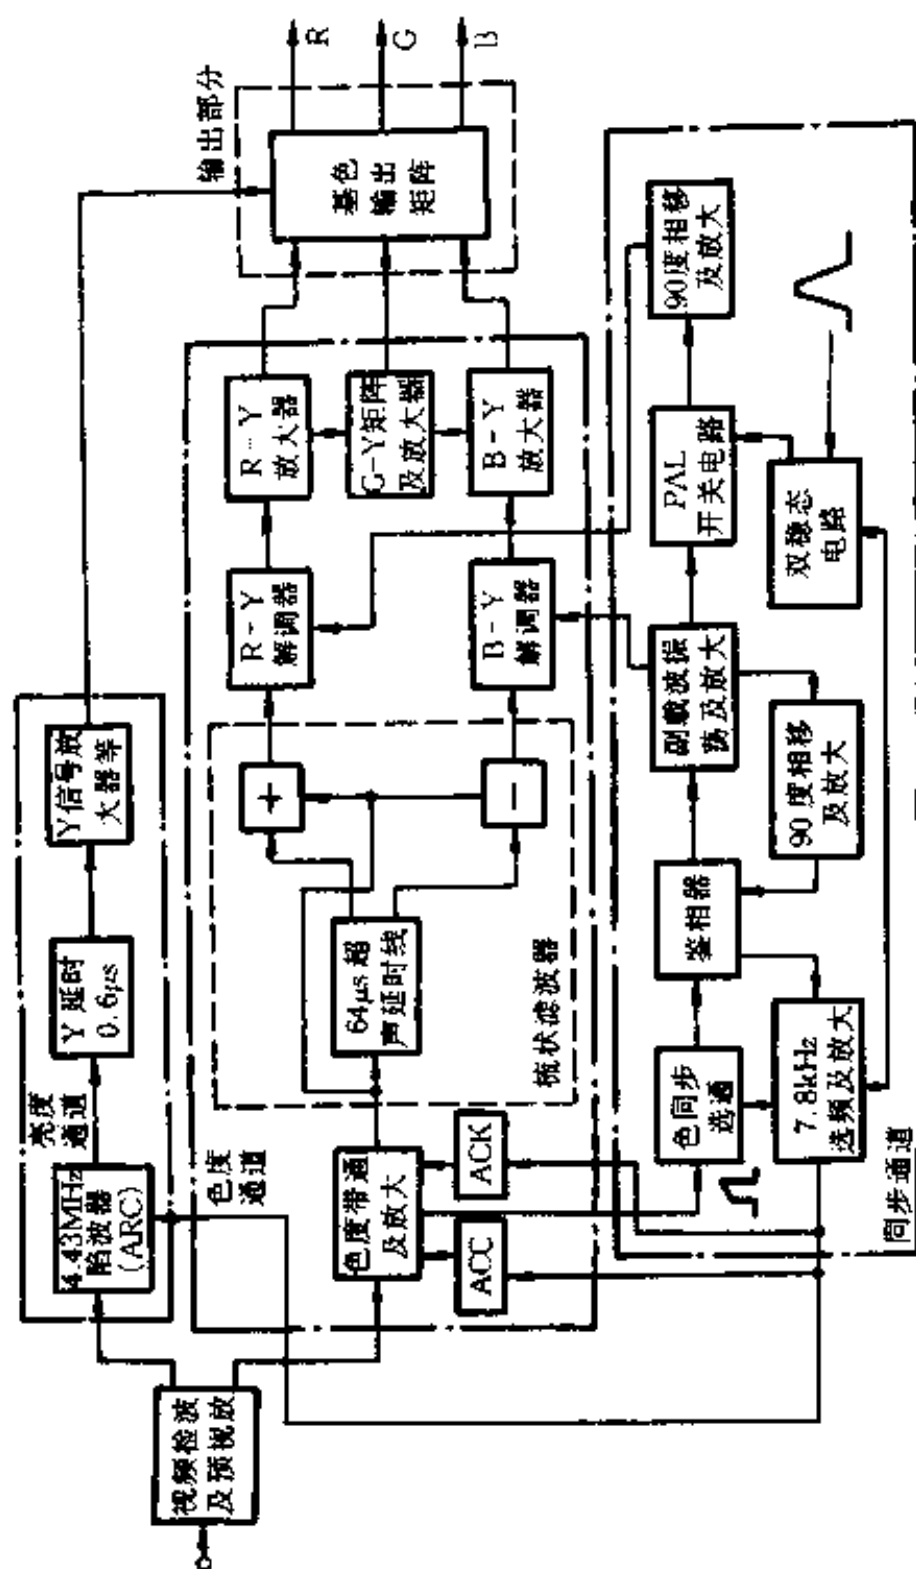 视频检波
及预视放
4.43MHz
陷波器
(ARC)
亮度
通道
Y 延时
0.6μs
Y信号放
大器等
色度
通道
色度带通
及放大
ACC
ACK
64μs超
声延时线
梳状滤波器
+
−
R-Y
解调器
B-Y
解调器
R-Y
放大器
G-Y矩阵
及放大器
B-Y
放大器
输出部分
基色
输出
矩阵
R
G
B
同步通道
色同步
选通
7.8kHz
选频及放大
鉴相器
90度相移
及放大
副载波振
荡及放大
PAL
开关电路
双稳态
电路
90度相移
及放大